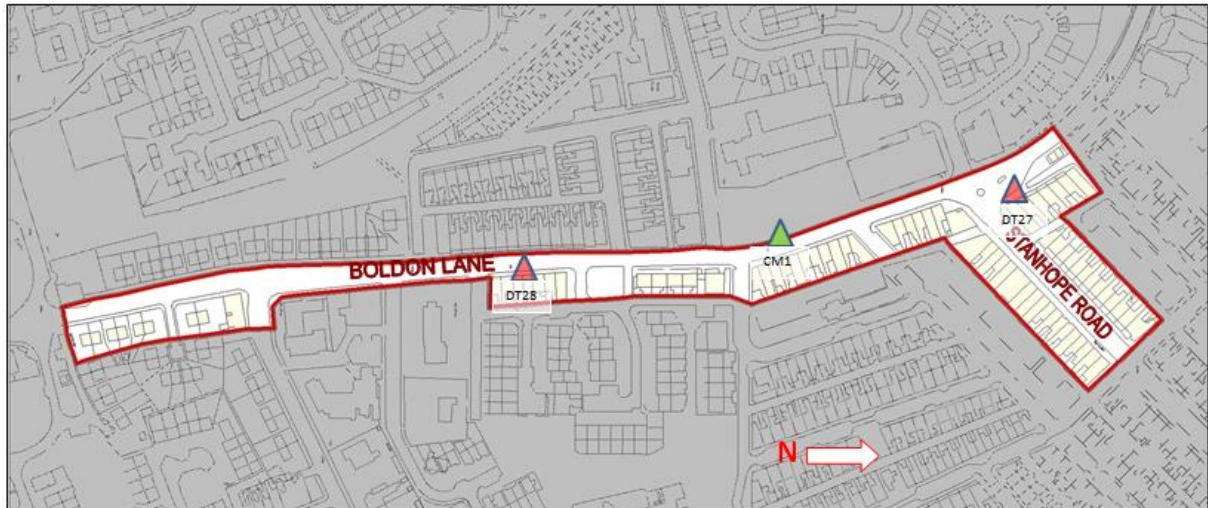 DT27
STANHOPE ROAD
CM1
BOLDON LANE
DT28
N